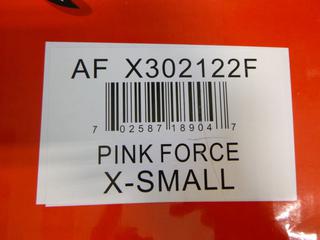 AF X302122F
7 02587 18904 7
PINK FORCE
X-SMALL